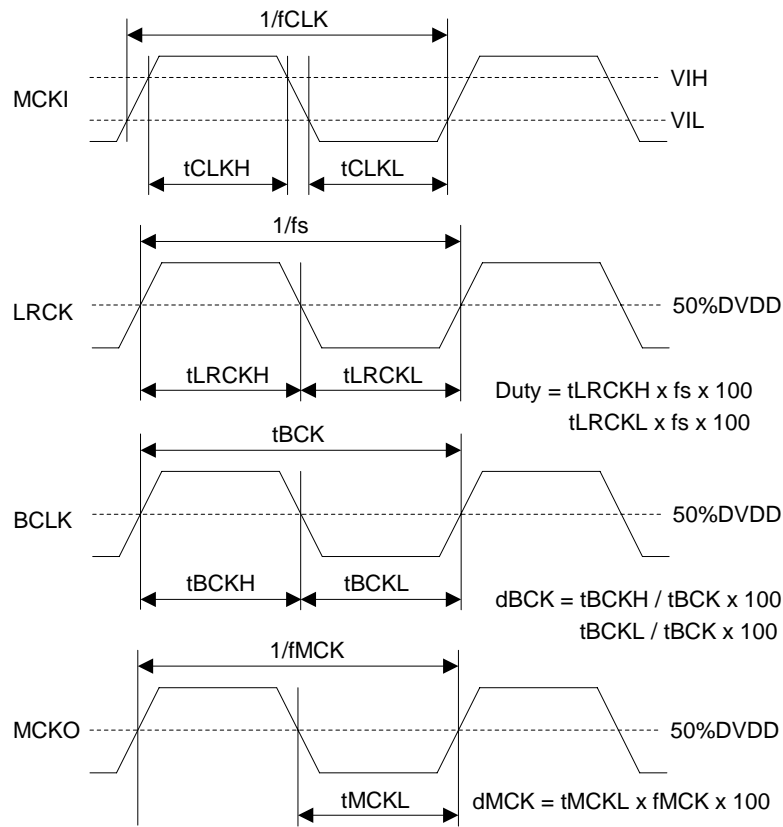 1/fCLK
VIH
MCKI
VIL
tCLKH tCLKL
1/fs
LRCK 50%DVDD
tLRCKH tLRCKL
Duty = tLRCKH x fs x 100
tLRCKL x fs x 100
tBCK
BCLK 50%DVDD
tBCKH tBCKL
dBCK = tBCKH / tBCK x 100
tBCKL / tBCK x 100
1/fMCK
MCKO 50%DVDD
tMCKL dMCK = tMCKL x fMCK x 100